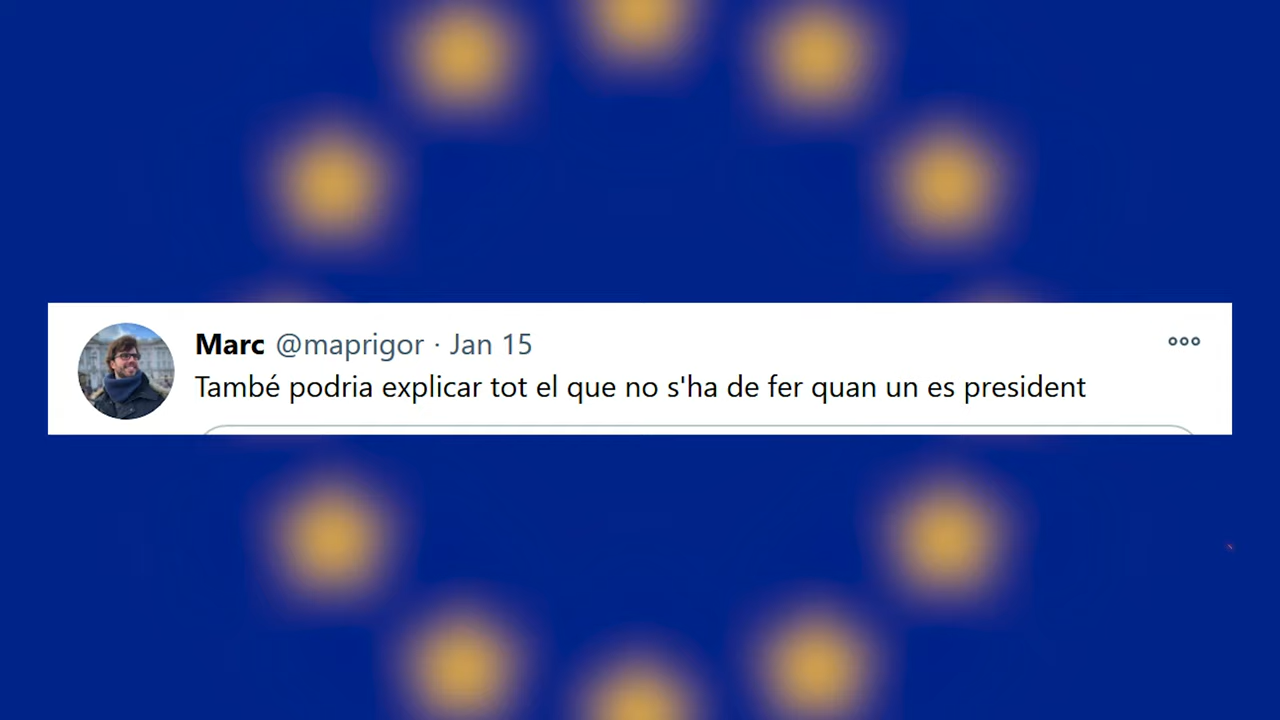 Marc @maprigor · Jan 15
També podria explicar tot el que no s'ha de fer quan un es president